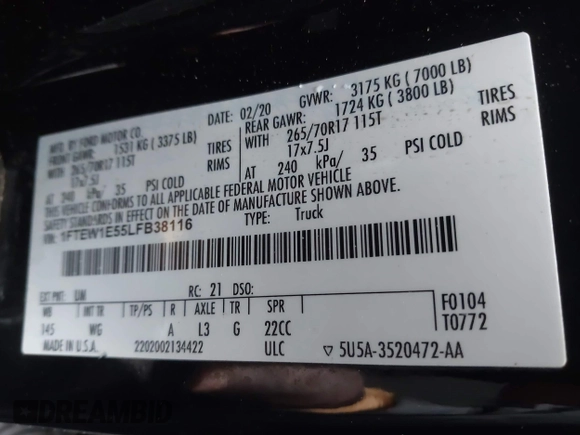 MFD. BY FORD MOTOR CO.
DATE: 02/20 GVWR: 3175 KG ( 7000 LB)
FRONT GAWR: 1531 KG ( 3375 LB) REAR GAWR: 1724 KG ( 3800 LB)
WITH 265/70R17 115T TIRES WITH 265/70R17 115T TIRES
17x7.5J RIMS 17x7.5J RIMS
AT 240 kPa/ 35 PSI COLD AT 240 kPa/ 35 PSI COLD
THIS VEHICLE CONFORMS TO ALL APPLICABLE FEDERAL MOTOR VEHICLE
SAFETY STANDARDS IN EFFECT ON THE DATE OF MANUFACTURE SHOWN ABOVE.
VIN: 1FTEW1E55LFB38116 TYPE: Truck
EXT PNT: UM RC: 21 DSO:
WB INT TR TP/PS R AXLE TR SPR F0104
145 WG A L3 G 22CC T0772
MADE IN U.S.A. 2202002134422 ULC ▽ 5U5A-3520472-AA
DREAMBID